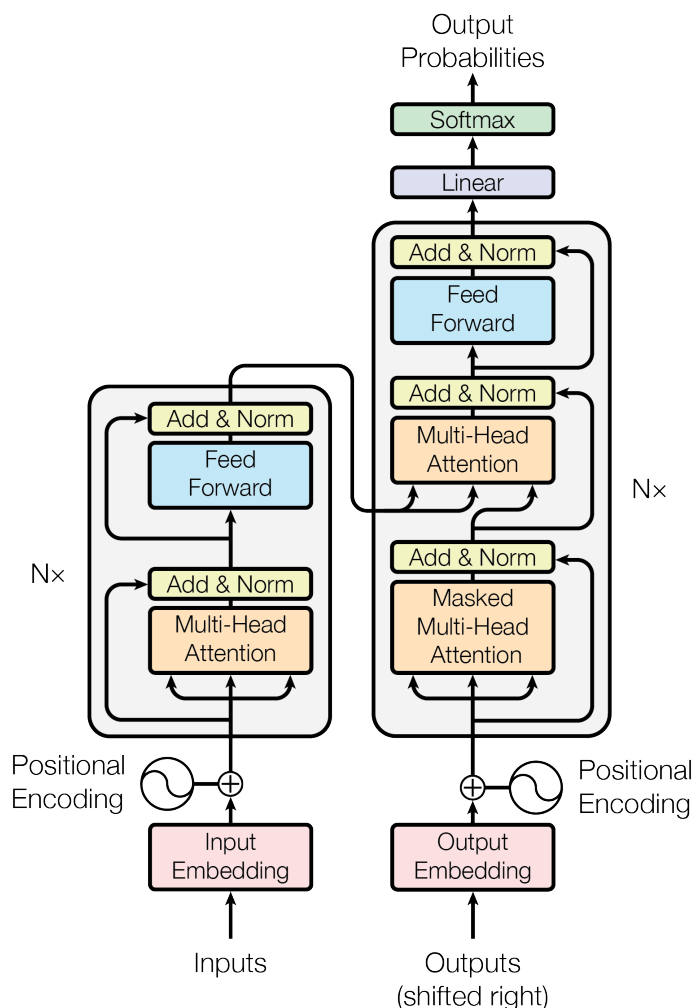 Output
Probabilities
Softmax
Linear
Add & Norm
Feed
Forward
Add & Norm
Multi-Head
Attention
Nx
Add & Norm
Masked
Multi-Head
Attention
Add & Norm
Feed
Forward
Nx
Add & Norm
Multi-Head
Attention
Positional
Encoding
Positional
Encoding
Input
Embedding
Output
Embedding
Inputs
Outputs
(shifted right)